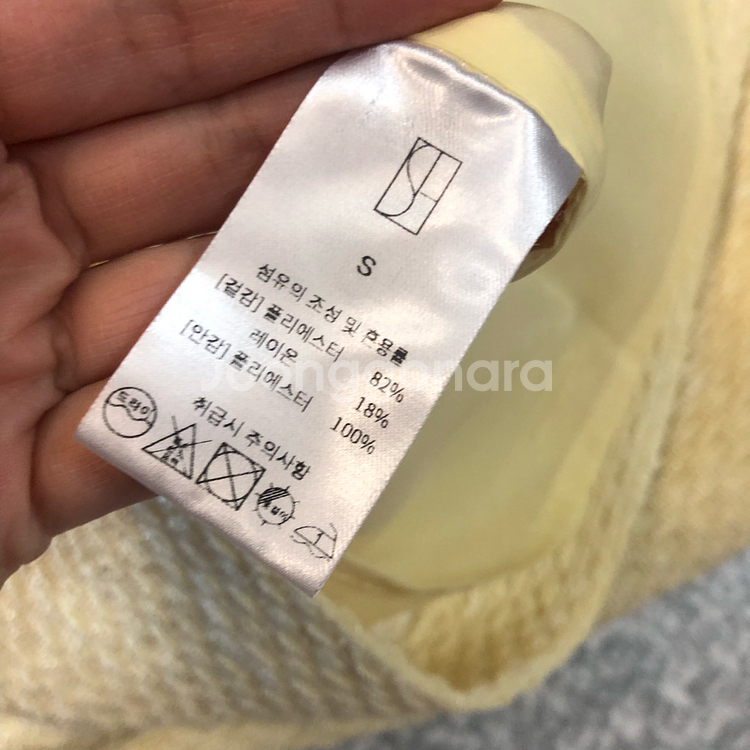 S
섬유의 조성 및 혼용률
[겉감] 폴리에스터 82%
레이온 18%
[안감] 폴리에스터 100%
취급시 주의사항
드라이